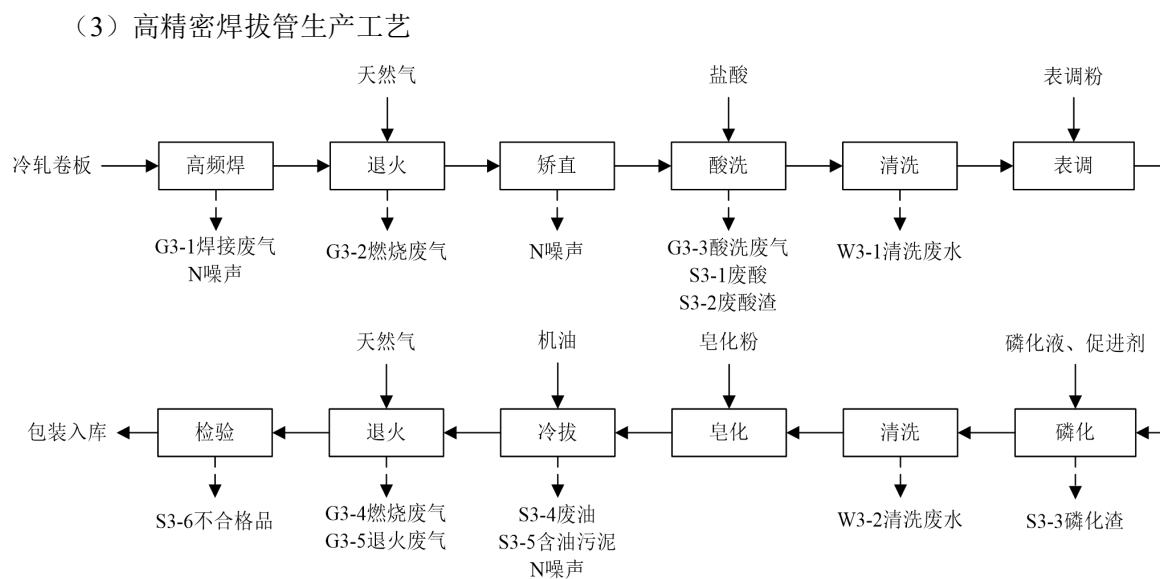 （3）高精密焊拔管生产工艺
天然气 盐酸 表调粉
冷轧卷板 高频焊 退火 矫直 酸洗 清洗 表调
G3-1焊接废气 G3-2燃烧废气 N噪声 G3-3酸洗废气 W3-1清洗废水
N噪声 S3-1废酸
S3-2废酸渣
天然气 机油 皂化粉 磷化液、促进剂
包装入库 检验 退火 冷拔 皂化 清洗 磷化
S3-6不合格品 G3-4燃烧废气 S3-4废油 W3-2清洗废水 S3-3磷化渣
G3-5退火废气 S3-5含油污泥
N噪声